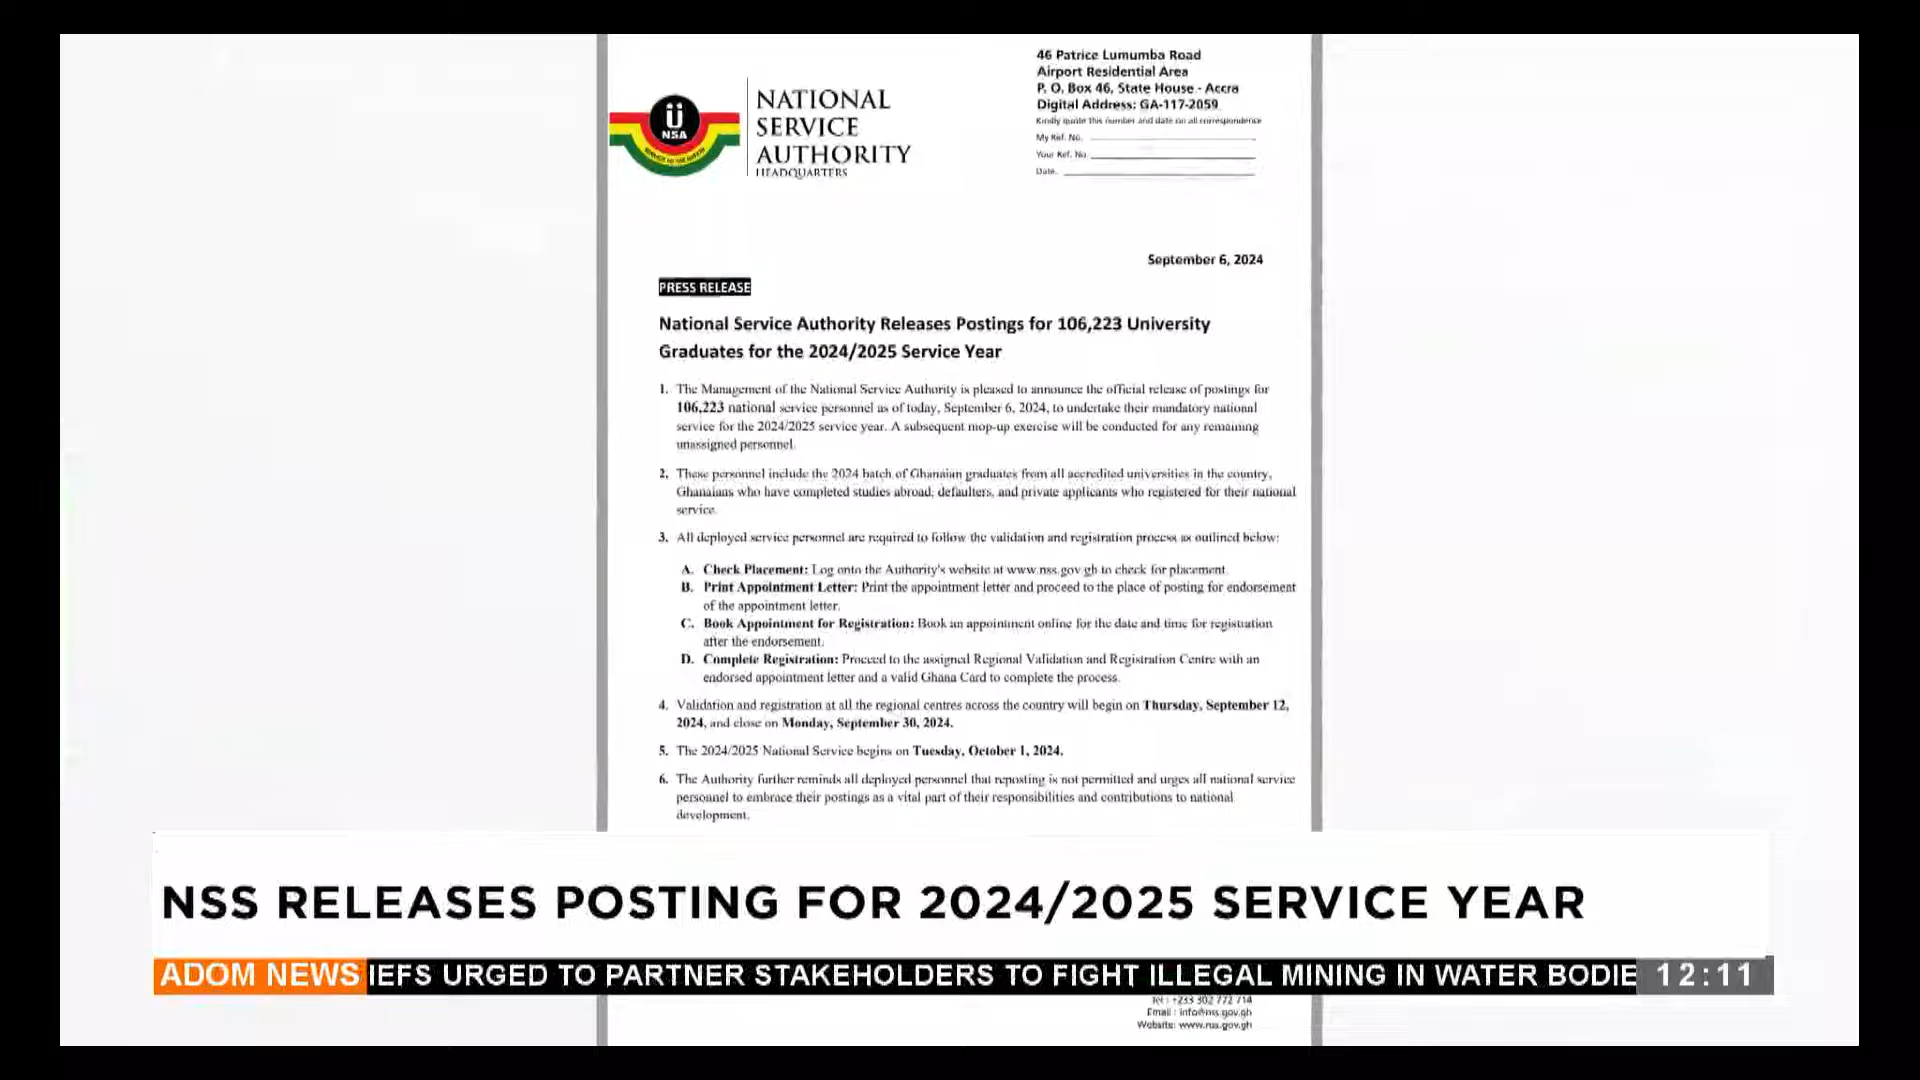 46 Patrice Lumumba Road
Airport Residential Area
P. O. Box 46, State House - Accra
Digital Address: GA-117-2059
Kindly quote this number and date on all correspondence
My Ref. No.
Your Ref. No.
Date.
Ü
NSA
SERVICE TO THE NATION
NATIONAL
SERVICE
AUTHORITY
HEADQUARTERS
September 6, 2024
PRESS RELEASE
National Service Authority Releases Postings for 106,223 University
Graduates for the 2024/2025 Service Year
1. The Management of the National Service Authority is pleased to announce the official release of postings for
106,223 national service personnel as of today, September 6, 2024, to undertake their mandatory national
service for the 2024/2025 service year. A subsequent mop-up exercise will be conducted for any remaining
unassigned personnel.
2. These personnel include the 2024 batch of Ghanaian graduates from all accredited universities in the country,
Ghanaians who have completed studies abroad, defaulters, and private applicants who registered for their national
service.
3. All deployed service personnel are required to follow the validation and registration process as outlined below:
A. Check Placement: Log onto the Authority's website at www.nss.gov.gh to check for placement.
B. Print Appointment Letter: Print the appointment letter and proceed to the place of posting for endorsement
of the appointment letter.
C. Book Appointment for Registration: Book an appointment online for the date and time for registration
after the endorsement.
D. Complete Registration: Proceed to the assigned Regional Validation and Registration Centre with an
endorsed appointment letter and a valid Ghana Card to complete the process.
4. Validation and registration at all the regional centres across the country will begin on Thursday, September 12,
2024, and close on Monday, September 30, 2024.
5. The 2024/2025 National Service begins on Tuesday, October 1, 2024.
6. The Authority further reminds all deployed personnel that reposting is not permitted and urges all national service
personnel to embrace their postings as a vital part of their responsibilities and contributions to national
development.
NSS RELEASES POSTING FOR 2024/2025 SERVICE YEAR
ADOM NEWS IEFS URGED TO PARTNER STAKEHOLDERS TO FIGHT ILLEGAL MINING IN WATER BODIE 12:11
Tel : +233 302 772 714
Email : info@nss.gov.gh
Website: www.nss.gov.gh